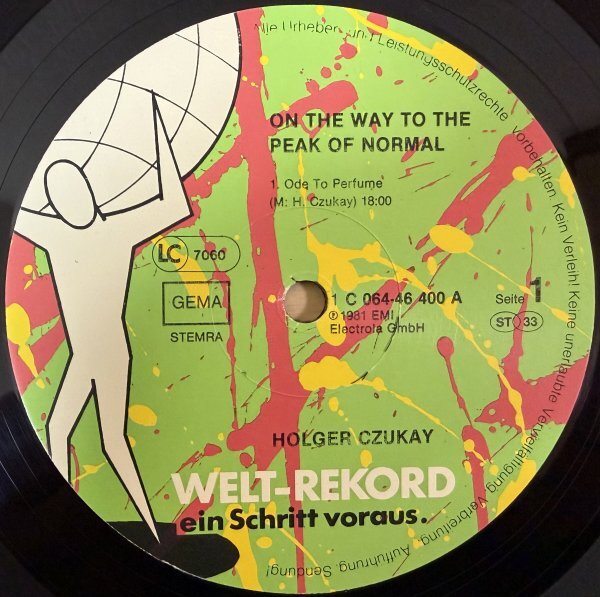 Alle Urheber- und Leistungsschutzrechte vorbehalten. Kein Verleih! Keine unerlaubte Vervielfältigung, Verbreitung, Aufführung, Sendung!
ON THE WAY TO THE
PEAK OF NORMAL
1. Ode To Perfume
(M: H. Czukay) 18:00
LC 7060
GEMA
STEMRA
1 C 064-46 400 A
℗ 1981 EMI
Electrola GmbH
Seite 1
ST 33
HOLGER CZUKAY
WELT-REKORD
ein Schritt voraus.